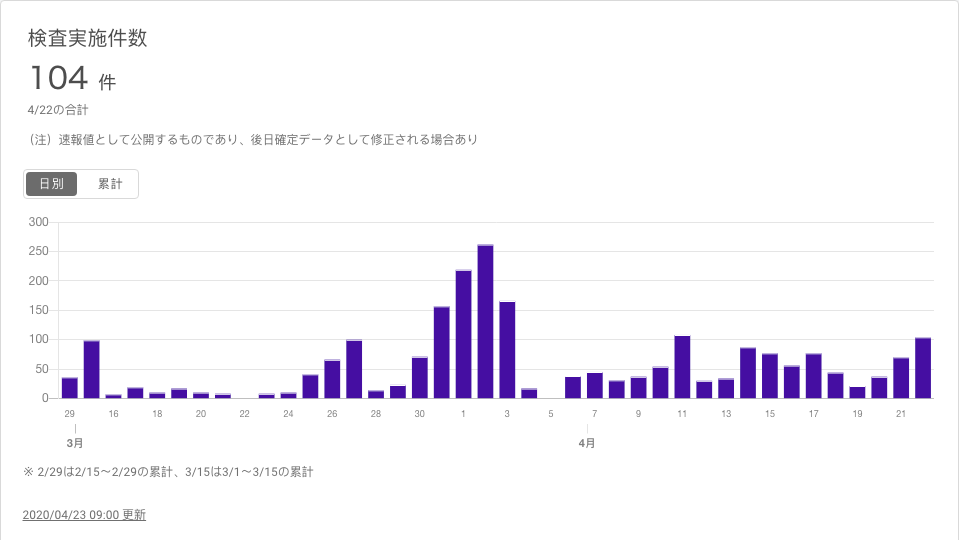 検査実施件数
104 件
4/22の合計
（注）速報値として公開するものであり、後日確定データとして修正される場合あり
日別 累計
300
250
200
150
100
50
0
29 16 18 20 22 24 26 28 30 1 3 5 7 9 11 13 15 17 19 21
3月 4月
※ 2/29は2/15〜2/29の累計、3/15は3/1〜3/15の累計
2020/04/23 09:00 更新